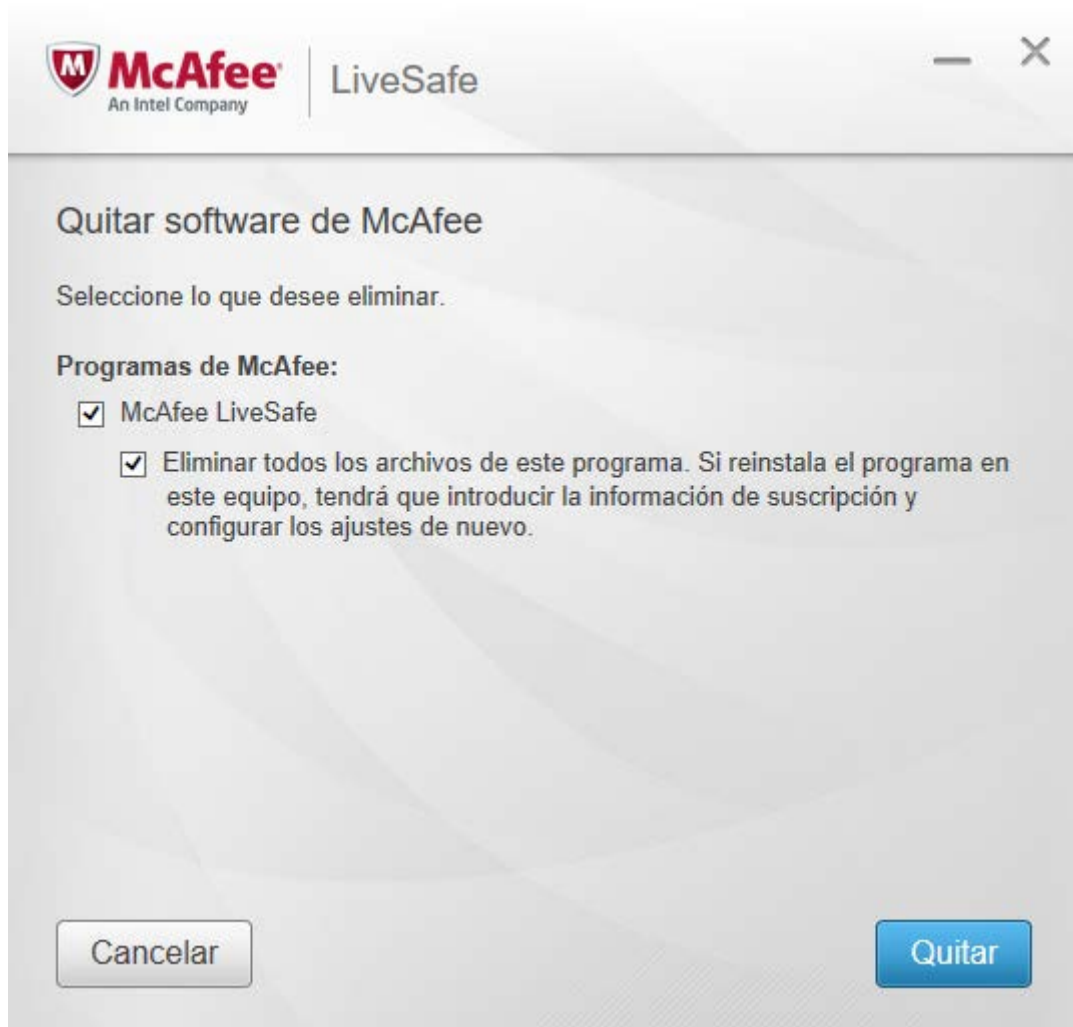 McAfee
An Intel Company
LiveSafe
Quitar software de McAfee
Seleccione lo que desee eliminar.
Programas de McAfee:
McAfee LiveSafe
Eliminar todos los archivos de este programa. Si reinstala el programa en
este equipo, tendrá que introducir la información de suscripción y
configurar los ajustes de nuevo.
Cancelar
Quitar